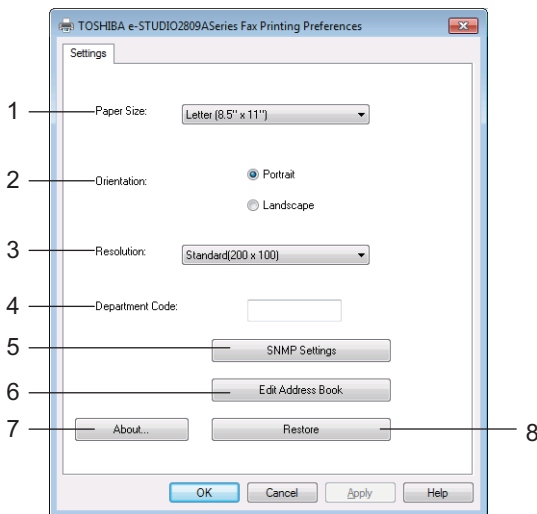 TOSHIBA e-STUDIO2809ASeries Fax Printing Preferences
Settings
1 Paper Size: Letter (8.5" x 11")
2 Orientation: Portrait
Landscape
3 Resolution: Standard(200 x 100)
4 Department Code:
5 SNMP Settings
6 Edit Address Book
7 About... Restore 8
OK Cancel Apply Help